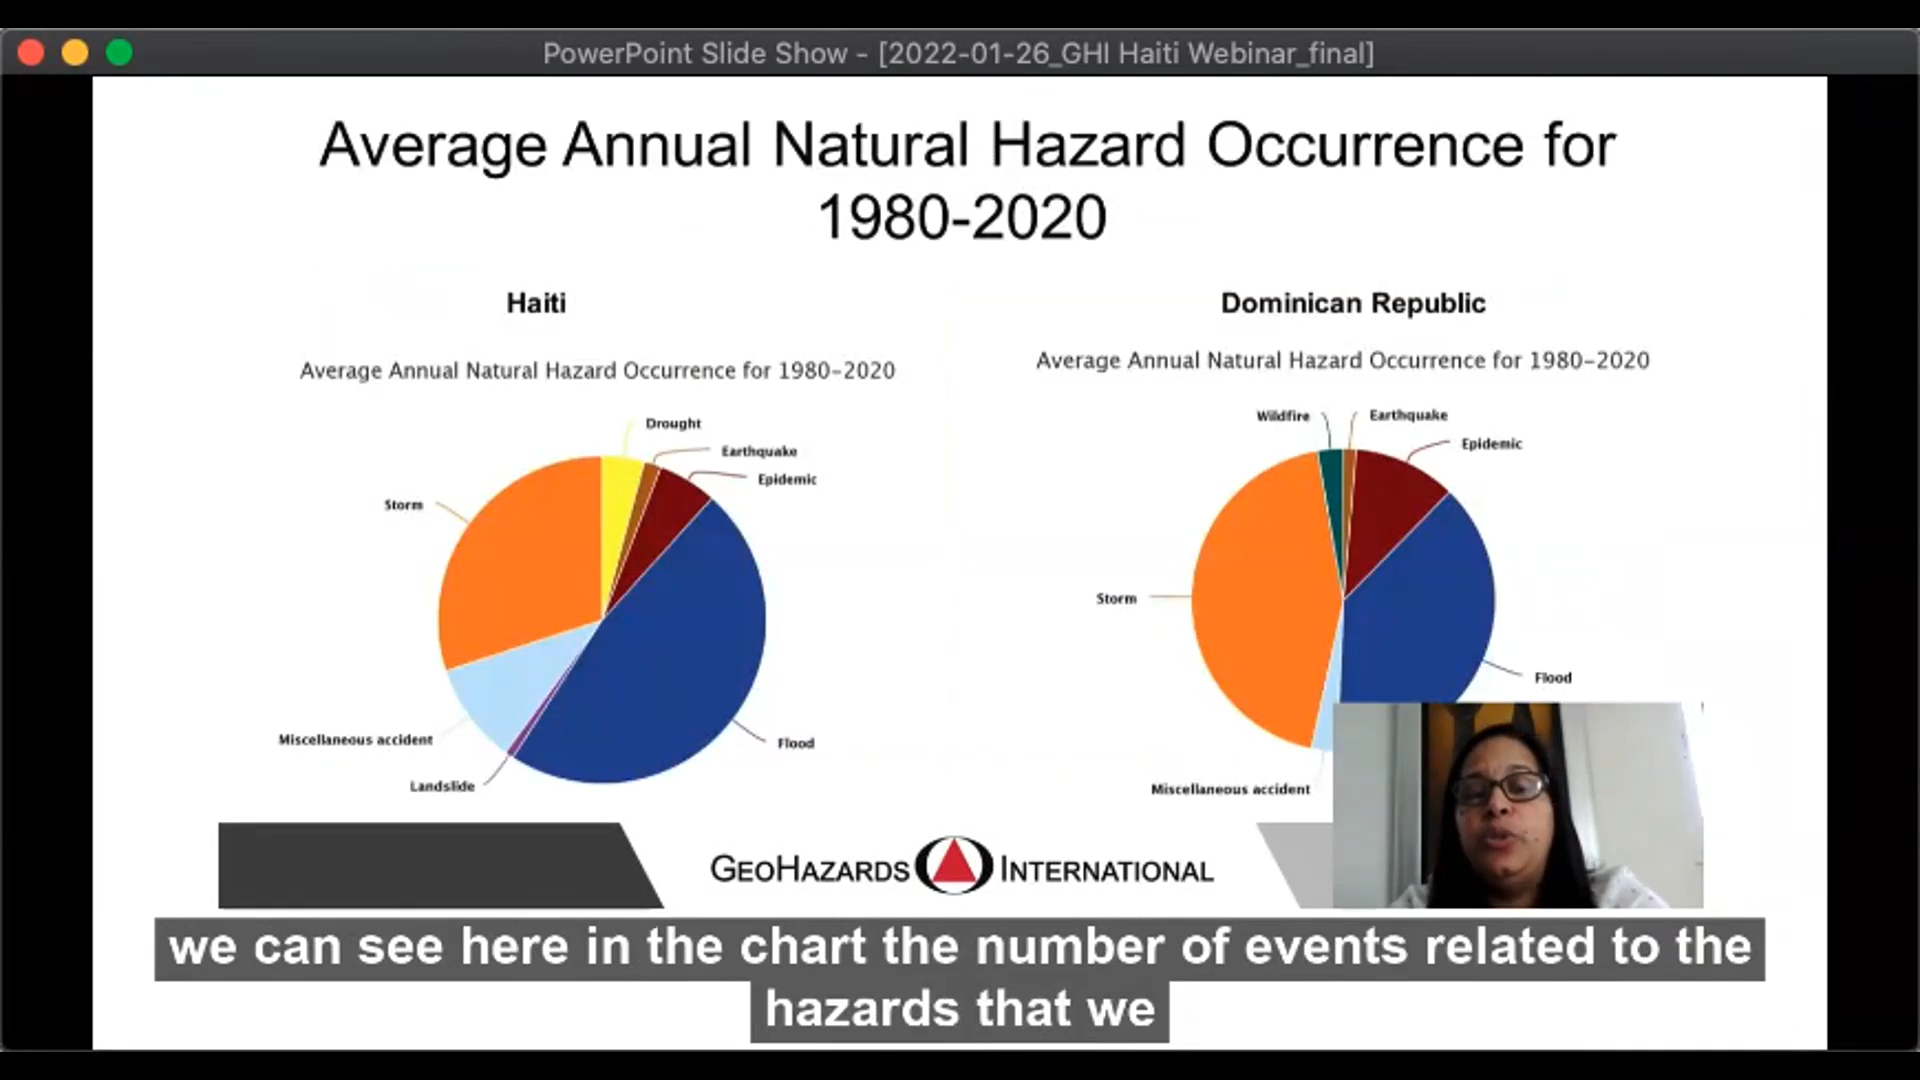 PowerPoint Slide Show - [2022-01-26_GHI Haiti Webinar_final]
Average Annual Natural Hazard Occurrence for
1980-2020
Haiti
Average Annual Natural Hazard Occurrence for 1980-2020
Drought
Earthquake
Epidemic
Storm
Miscellaneous accident
Landslide
Flood
Dominican Republic
Average Annual Natural Hazard Occurrence for 1980-2020
Wildfire
Earthquake
Epidemic
Storm
Flood
Miscellaneous accident
GEOHAZARDS INTERNATIONAL
we can see here in the chart the number of events related to the
hazards that we